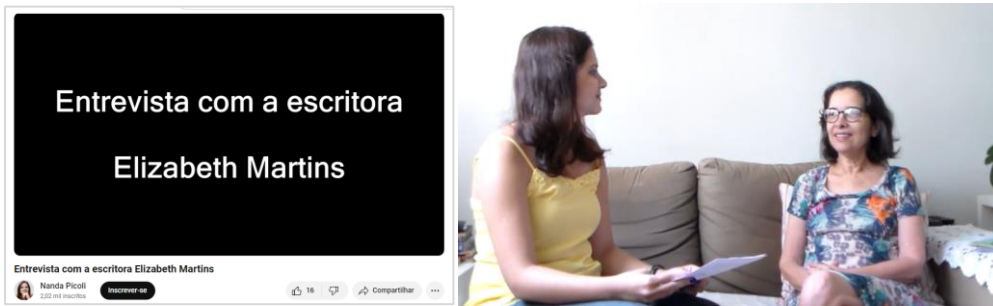 Entrevista com a escritora
Elizabeth Martins
Entrevista com a escritora Elizabeth Martins
Nanda Picoli
2,02 mil inscritos
Inscrever-se
16
Compartilhar